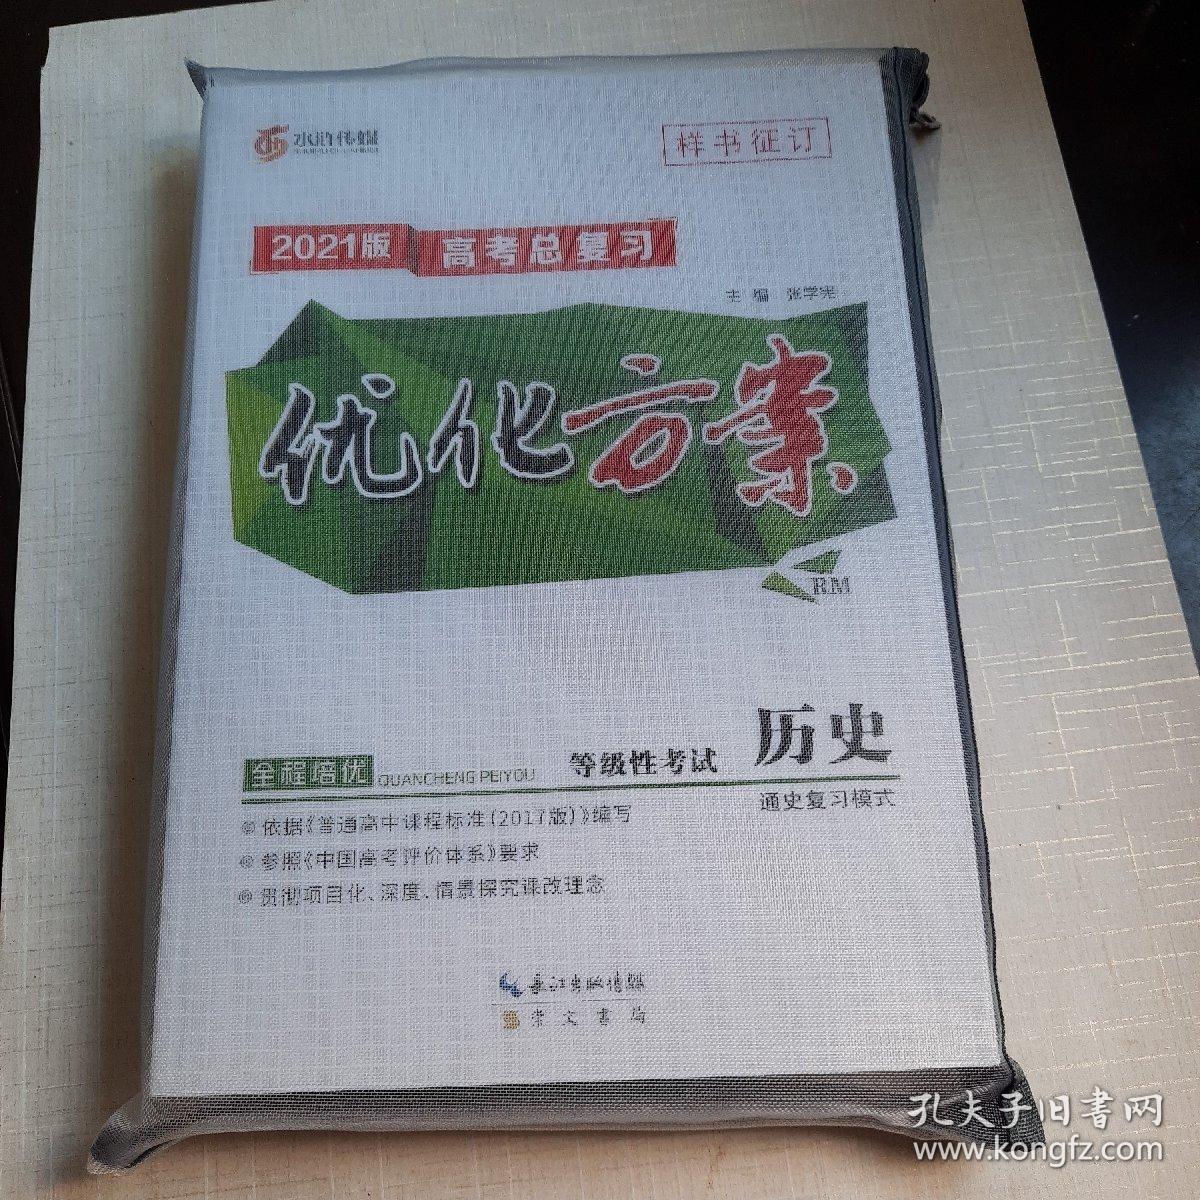 水浒传媒
样书征订
2021版 高考总复习
主 编 张学宪
优化方案
RM
历史
全程培优 QUANCHENG PEIYOU 等级性考试
通史复习模式
依据《普通高中课程标准(2017版)》编写
参照《中国高考评价体系》要求
贯彻项目化、深度、情景探究课改理念
长江出版传媒
崇文書局
孔夫子旧書网
www.kongfz.com